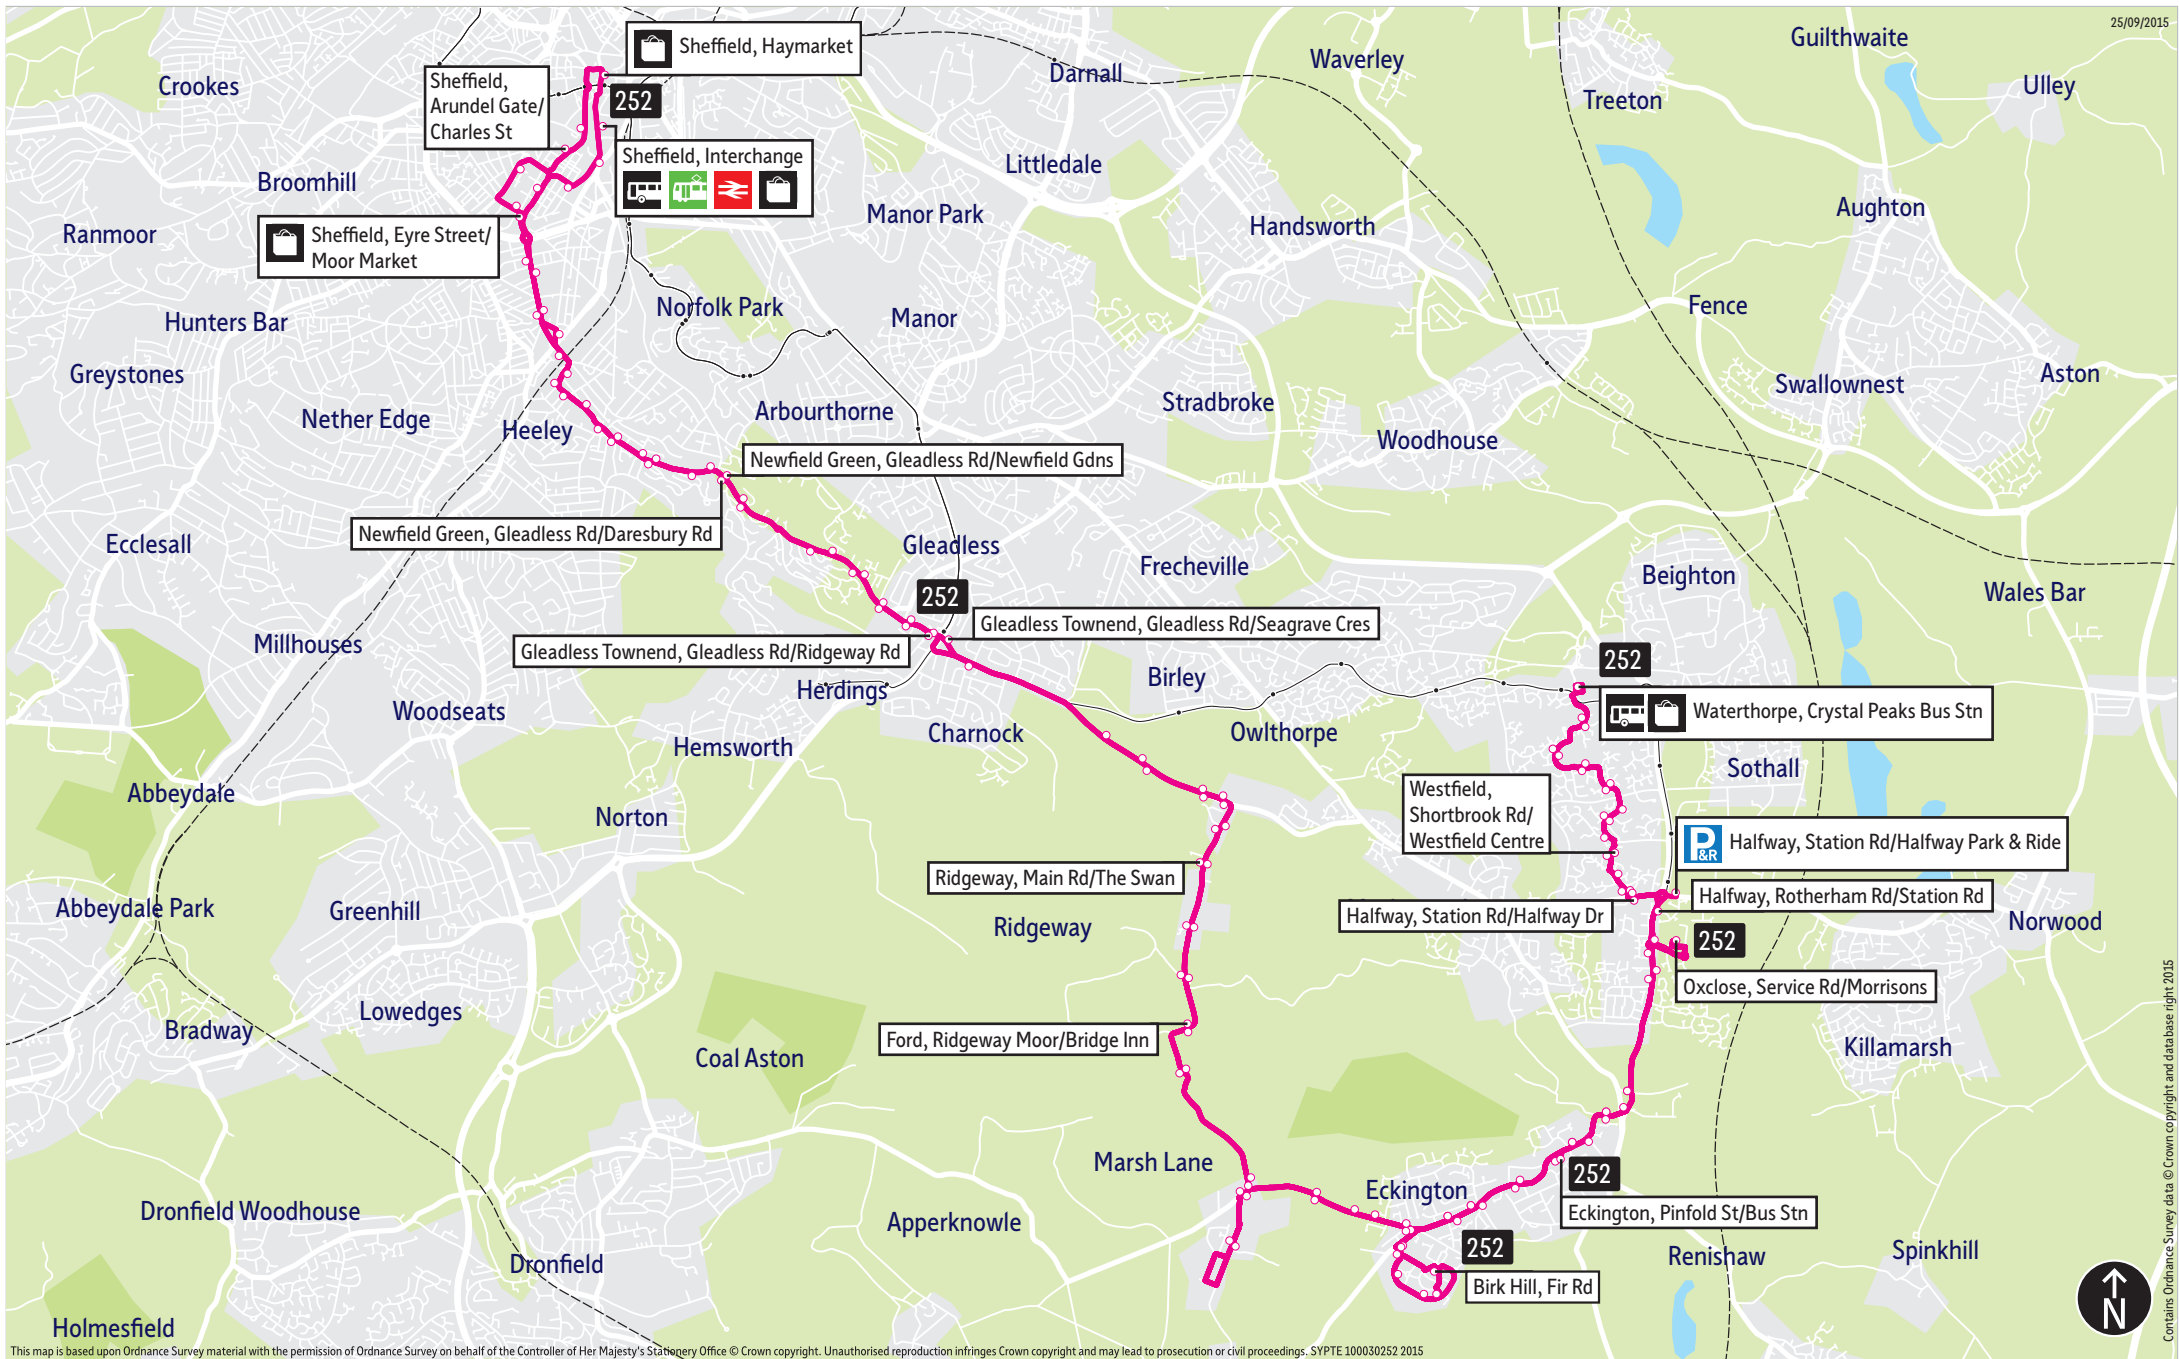 25/09/2015
Sheffield, Haymarket
Guilthwaite
Waverley
Darnall
Ulley
Crookes
Sheffield,
Arundel Gate/
Charles St
252
Treeton
Sheffield, Interchange
Littledale
Broomhill
Manor Park
Aughton
Ranmoor
Handsworth
Sheffield, Eyre Street/
Moor Market
Norfolk Park
Fence
Hunters Bar
Manor
Greystones
Aston
Swallownest
Stradbroke
Arbourthorne
Nether Edge
Heeley
Woodhouse
Newfield Green, Gleadless Rd/Newfield Gdns
Newfield Green, Gleadless Rd/Daresbury Rd
Ecclesall
Gleadless
Frecheville
Beighton
Wales Bar
252
Gleadless Townend, Gleadless Rd/Seagrave Cres
Millhouses
Gleadless Townend, Gleadless Rd/Ridgeway Rd
252
Birley
Herdings
Woodseats
Waterthorpe, Crystal Peaks Bus Stn
Charnock
Owlthorpe
Hemsworth
Sothall
Abbeydale
Westfield,
Shortbrook Rd/
Westfield Centre
Norton
P&R
Halfway, Station Rd/Halfway Park & Ride
Ridgeway, Main Rd/The Swan
Halfway, Rotherham Rd/Station Rd
Abbeydale Park
Greenhill
Halfway, Station Rd/Halfway Dr
Norwood
Ridgeway
252
Oxclose, Service Rd/Morrisons
Lowedges
Bradway
Ford, Ridgeway Moor/Bridge Inn
Killamarsh
Coal Aston
Marsh Lane
252
Eckington
Dronfield Woodhouse
Apperknowle
Eckington, Pinfold St/Bus Stn
252
Renishaw
Spinkhill
Dronfield
Birk Hill, Fir Rd
N
Holmesfield
This map is based upon Ordnance Survey material with the permission of Ordnance Survey on behalf of the Controller of Her Majesty's Stationery Office © Crown copyright. Unauthorised reproduction infringes Crown copyright and may lead to prosecution or civil proceedings. SYPTE 100030252 2015
Contains Ordnance Survey data © Crown copyright and database right 2015